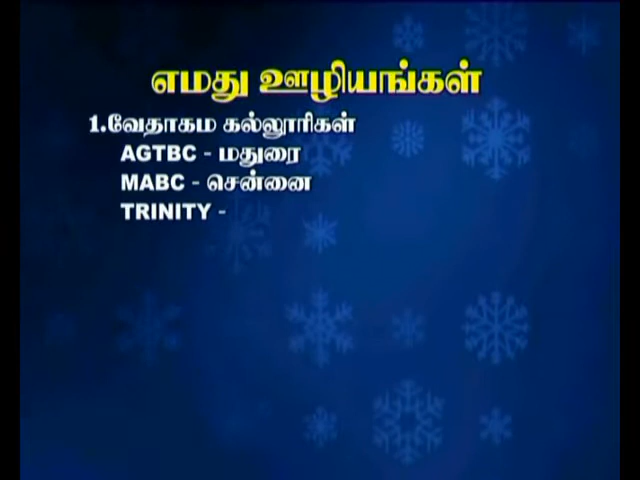 எமது ஊழியங்கள்
1.வேதாகம கல்லூரிகள்
AGTBC - மதுரை
MABC - சென்னை
TRINITY -